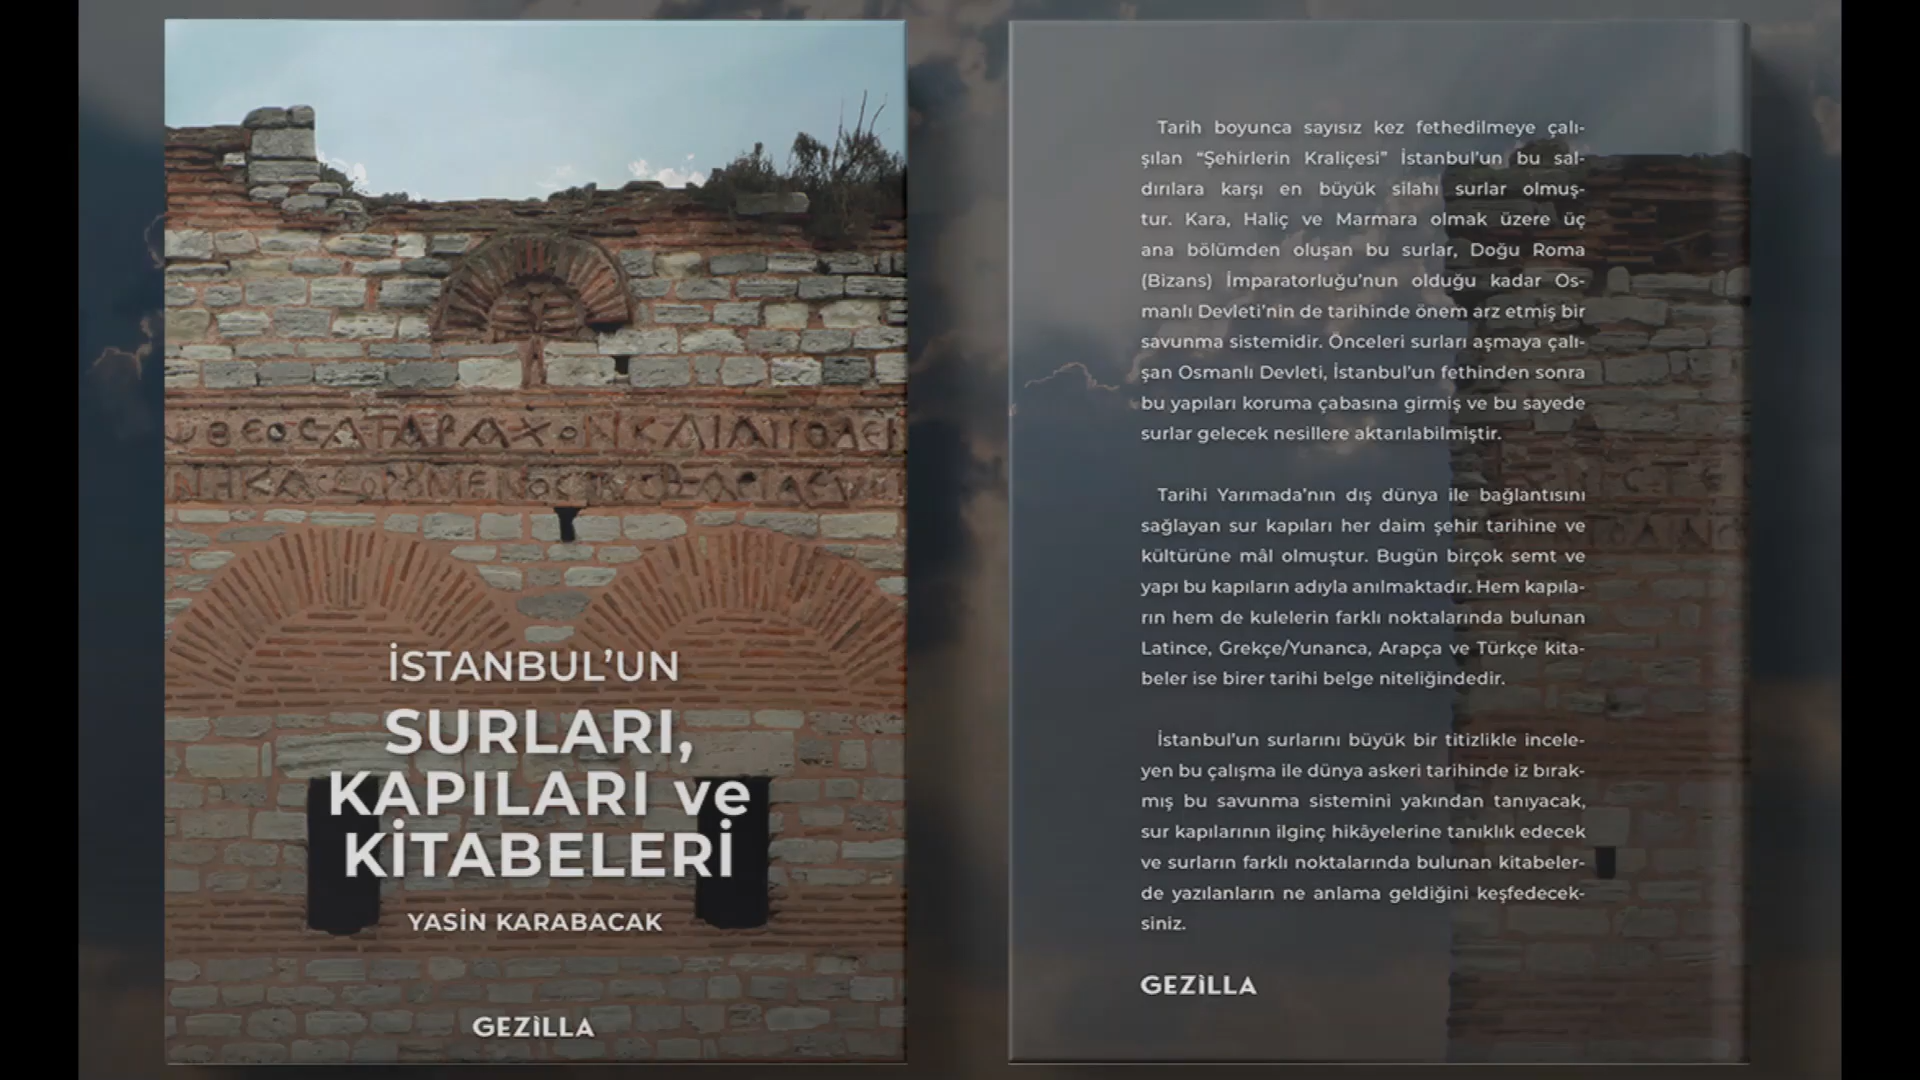 İSTANBUL'UN
SURLARI,
KAPILARI ve
KİTABELERİ
YASİN KARABACAK
GEZİLLA
Tarih boyunca sayısız kez fethedilmeye çalı-
şılan “Şehirlerin Kraliçesi” İstanbul'un bu sal-
dırılara karşı en büyük silahı surlar olmuş-
tur. Kara, Haliç ve Marmara olmak üzere üç
ana bölümden oluşan bu surlar, Doğu Roma
(Bizans) İmparatorluğu'nun olduğu kadar Os-
manlı Devleti'nin de tarihinde önem arz etmiş bir
savunma sistemidir. Önceleri surları aşmaya çalı-
şan Osmanlı Devleti, İstanbul'un fethinden sonra
bu yapıları koruma çabasına girmiş ve bu sayede
surlar gelecek nesillere aktarılabilmiştir.
Tarihi Yarımada'nın dış dünya ile bağlantısını
sağlayan sur kapıları her daim şehir tarihine ve
kültürüne mâl olmuştur. Bugün birçok semt ve
yapı bu kapıların adıyla anılmaktadır. Hem kapıla-
rın hem de kulelerin farklı noktalarında bulunan
Latince, Grekçe/Yunanca, Arapça ve Türkçe kita-
beler ise birer tarihi belge niteliğindedir.
İstanbul'un surlarını büyük bir titizlikle incele-
yen bu çalışma ile dünya askeri tarihinde iz bırak-
mış bu savunma sistemini yakından tanıyacak,
sur kapılarının ilginç hikâyelerine tanıklık edecek
ve surların farklı noktalarında bulunan kitabeler-
de yazılanların ne anlama geldiğini keşfedecek-
siniz.
GEZİLLA